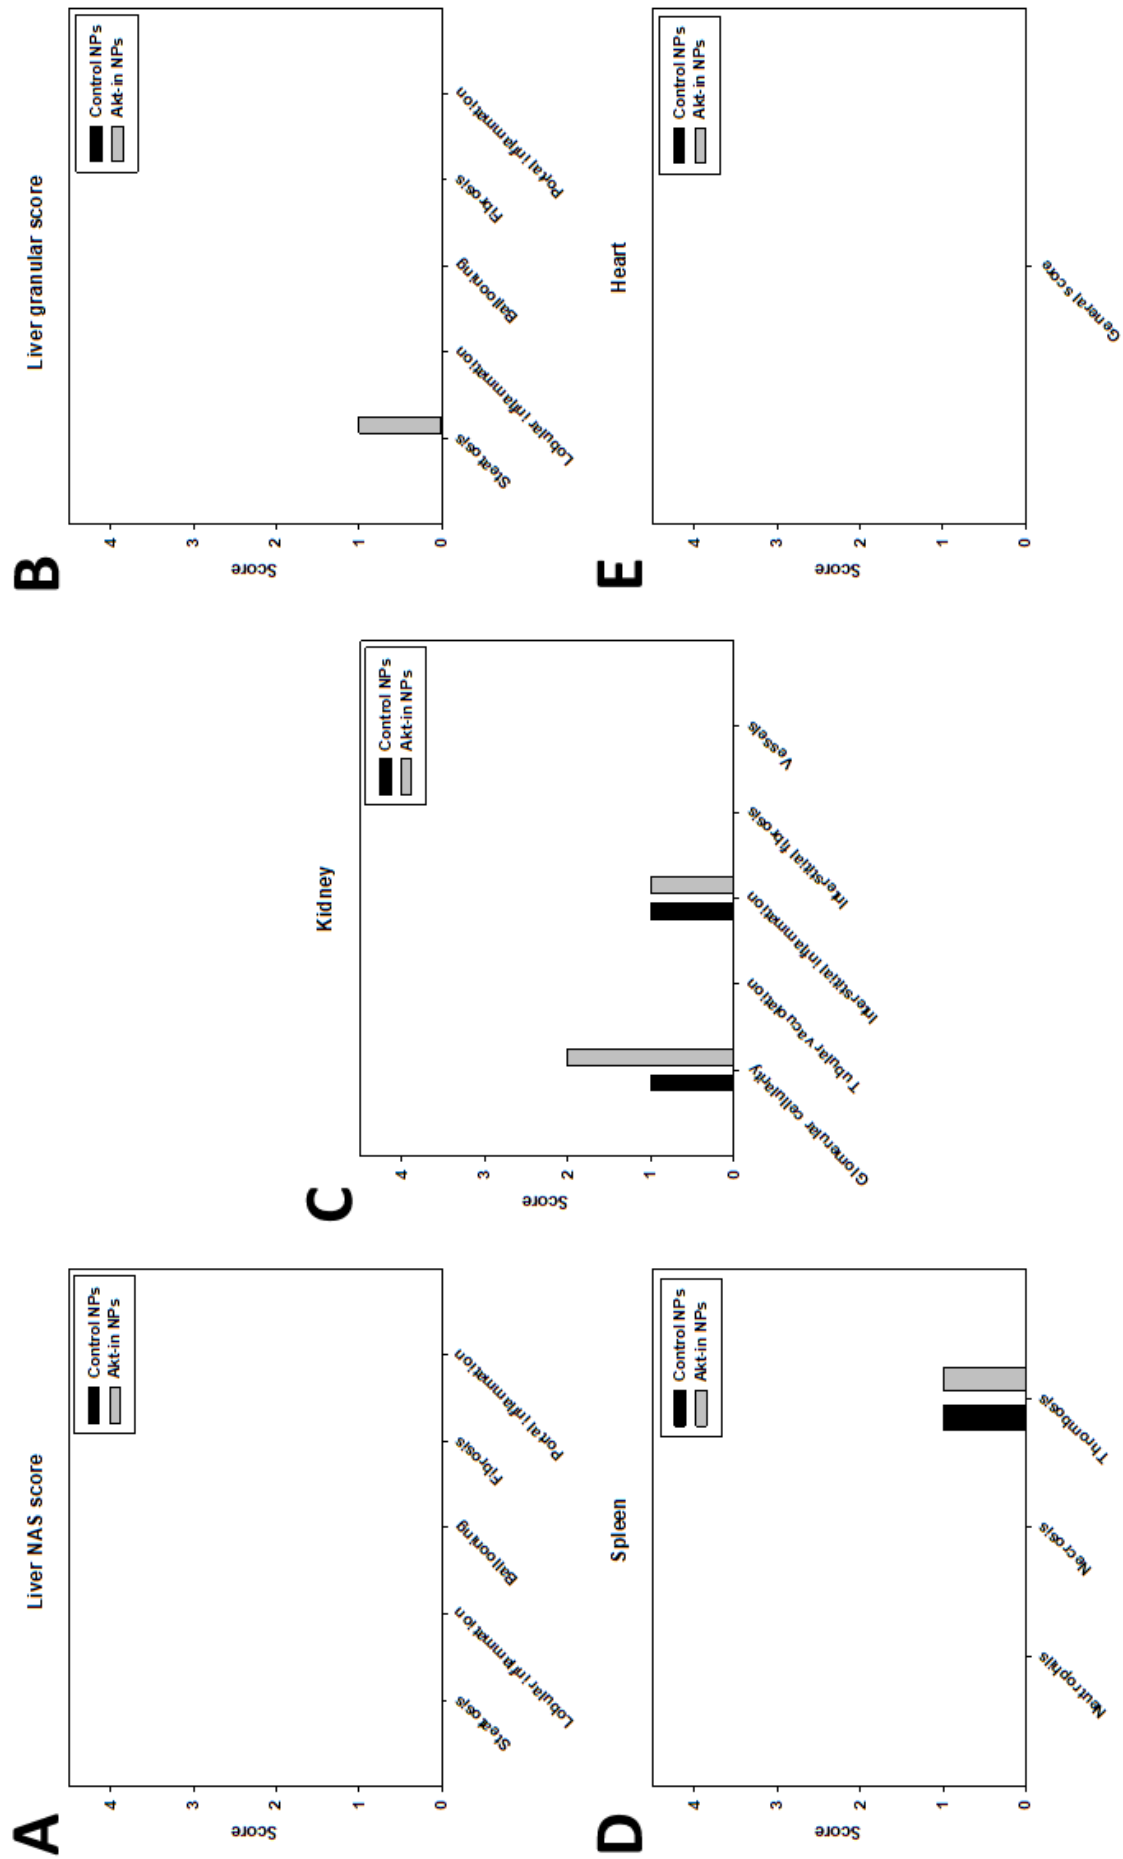 A
Liver NAS score
Score
4
3
2
1
0
Control NPs
Akt-in NPs
Steatosis
Lobular inflammation
Ballooning
Fibrosis
Portal inflammation
B
Liver granular score
Score
4
3
2
1
0
Control NPs
Akt-in NPs
Steatosis
Lobular inflammation
Ballooning
Fibrosis
Portal inflammation
C
Kidney
Score
4
3
2
1
0
Control NPs
Akt-in NPs
Glomerular cellularity
Tubular vacuolation
Interstitial inflammation
Interstitial fibrosis
Vessels
D
Spleen
Score
4
3
2
1
0
Control NPs
Akt-in NPs
Neutrophils
Necrosis
Thrombosis
E
Heart
Score
4
3
2
1
0
Control NPs
Akt-in NPs
General score